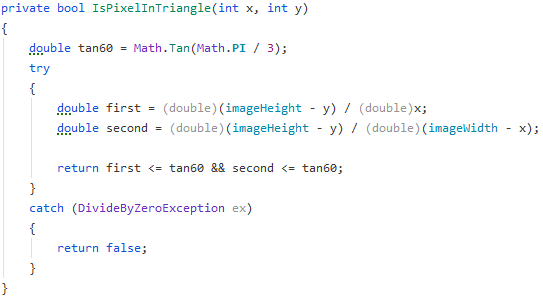 private bool IsPixelInTriangle(int x, int y)
{
    double tan60 = Math.Tan(Math.PI / 3);
    try
    {
        double first = (double)(imageHeight - y) / (double)x;
        double second = (double)(imageHeight - y) / (double)(imageWidth - x);

        return first <= tan60 && second <= tan60;
    }
    catch (DivideByZeroException ex)
    {
        return false;
    }
}